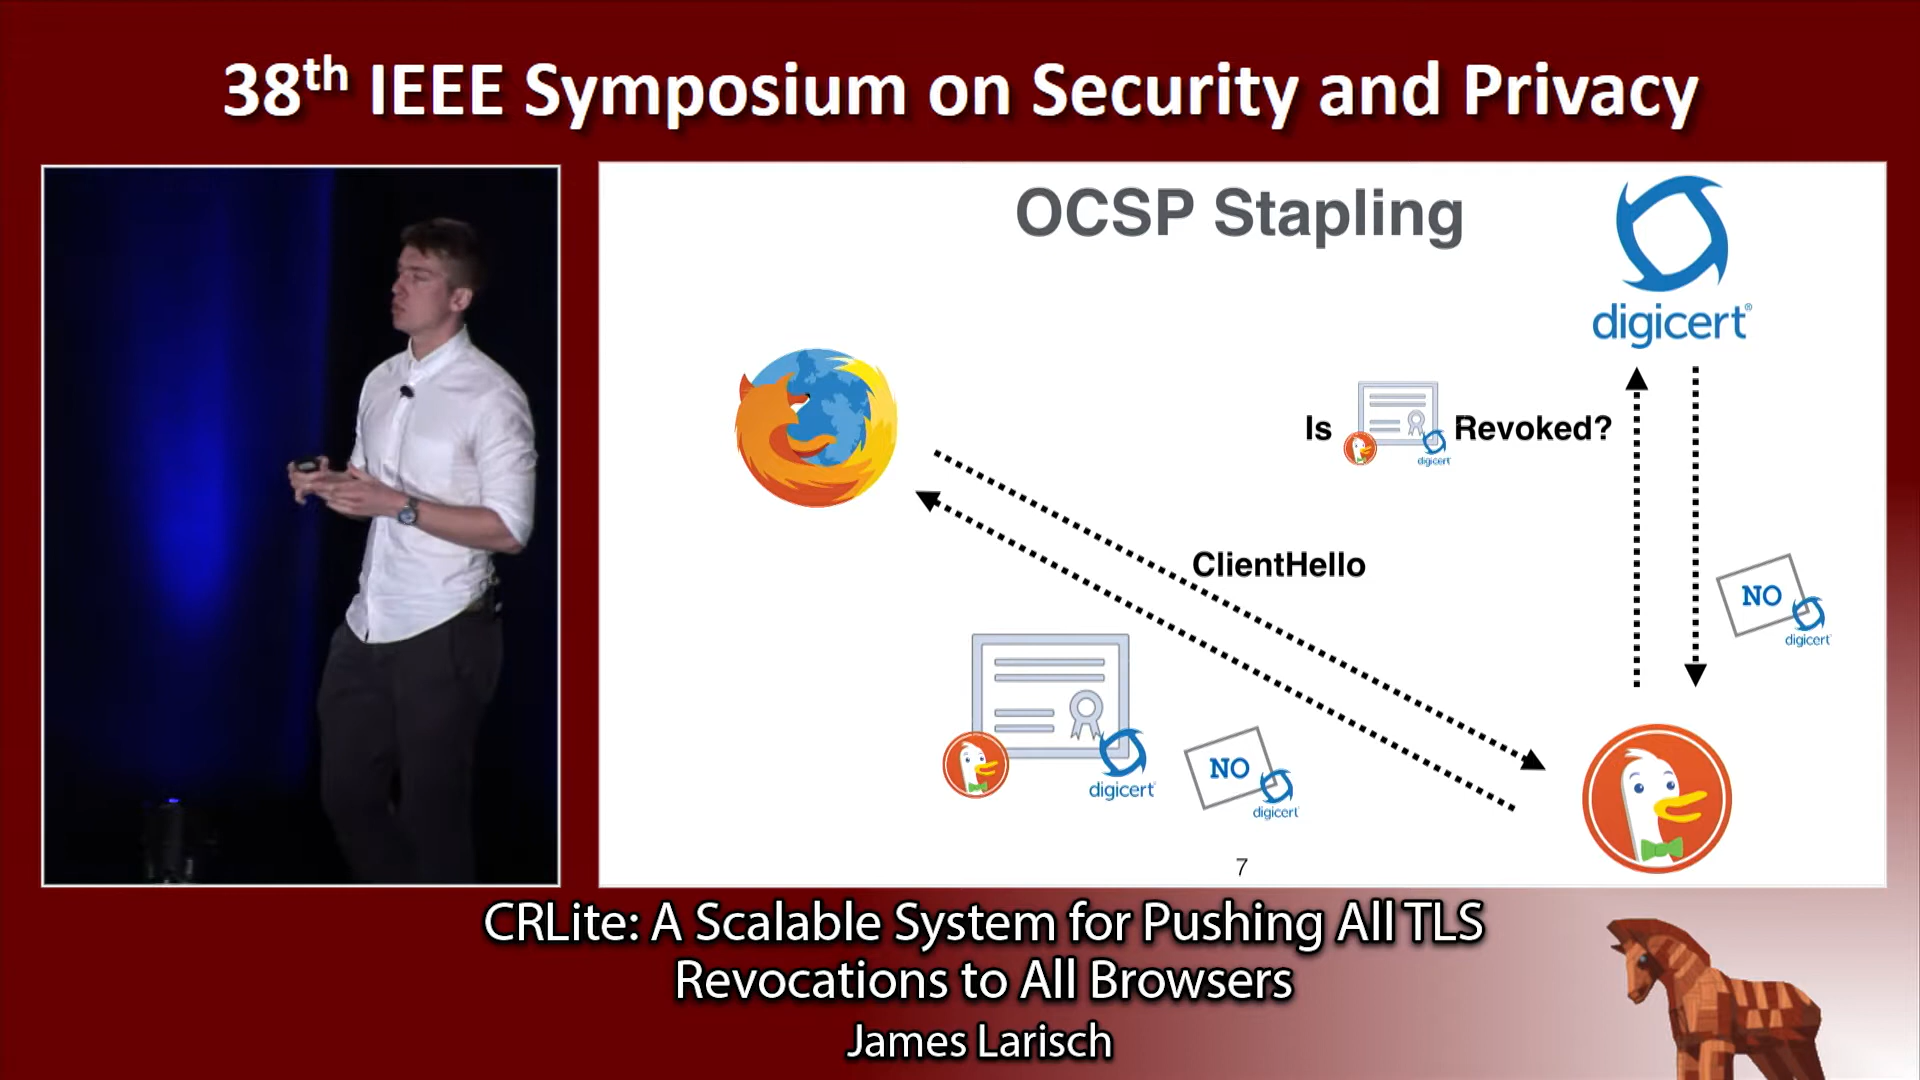 38th IEEE Symposium on Security and Privacy
OCSP Stapling
digicert®
Is
digicert
Revoked?
ClientHello
NO
digicert
digicert
NO
digicert
7
CRLite: A Scalable System for Pushing All TLS
Revocations to All Browsers
James Larisch